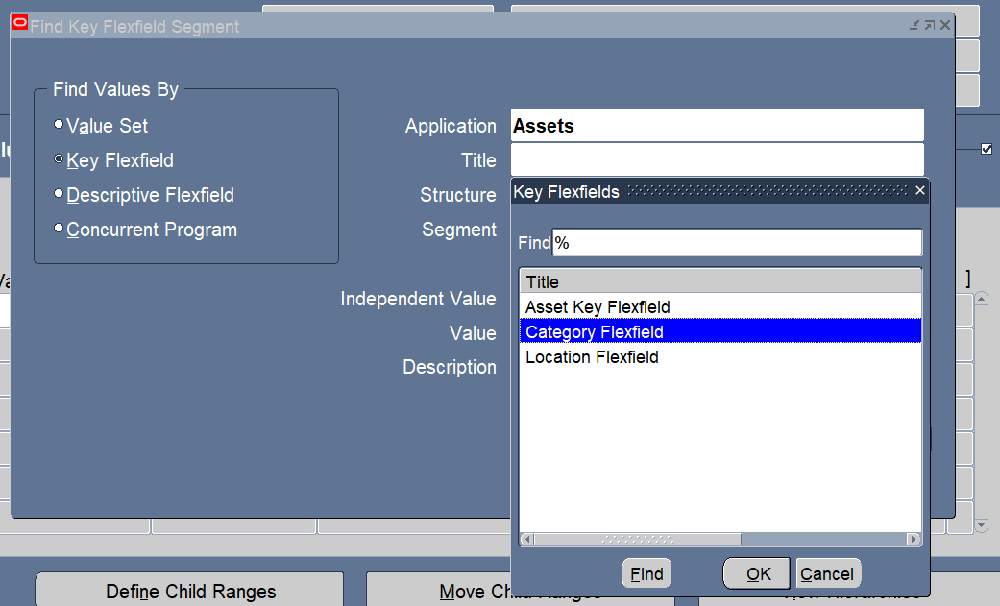 Find Key Flexfield Segment
Find Values By
Value Set
Key Flexfield
Descriptive Flexfield
Concurrent Program
Application Assets
Title
Structure
Segment
Independent Value
Value
Description
Key Flexfields
Find %
Title
Asset Key Flexfield
Category Flexfield
Location Flexfield
Find
OK
Cancel
]
Define Child Ranges
Move Child Ranges